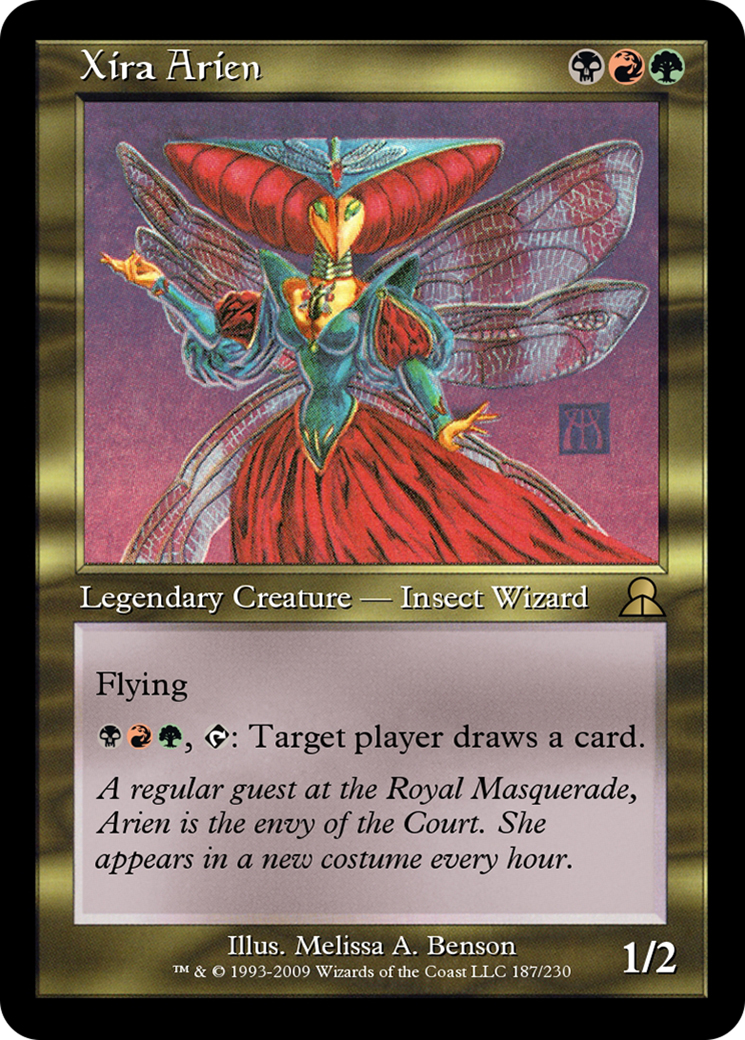 Xira Arien
Legendary Creature — Insect Wizard
Flying
, : Target player draws a card.
A regular guest at the Royal Masquerade,
Arien is the envy of the Court. She
appears in a new costume every hour.
Illus. Melissa A. Benson
™ & © 1993-2009 Wizards of the Coast LLC 187/230
1/2